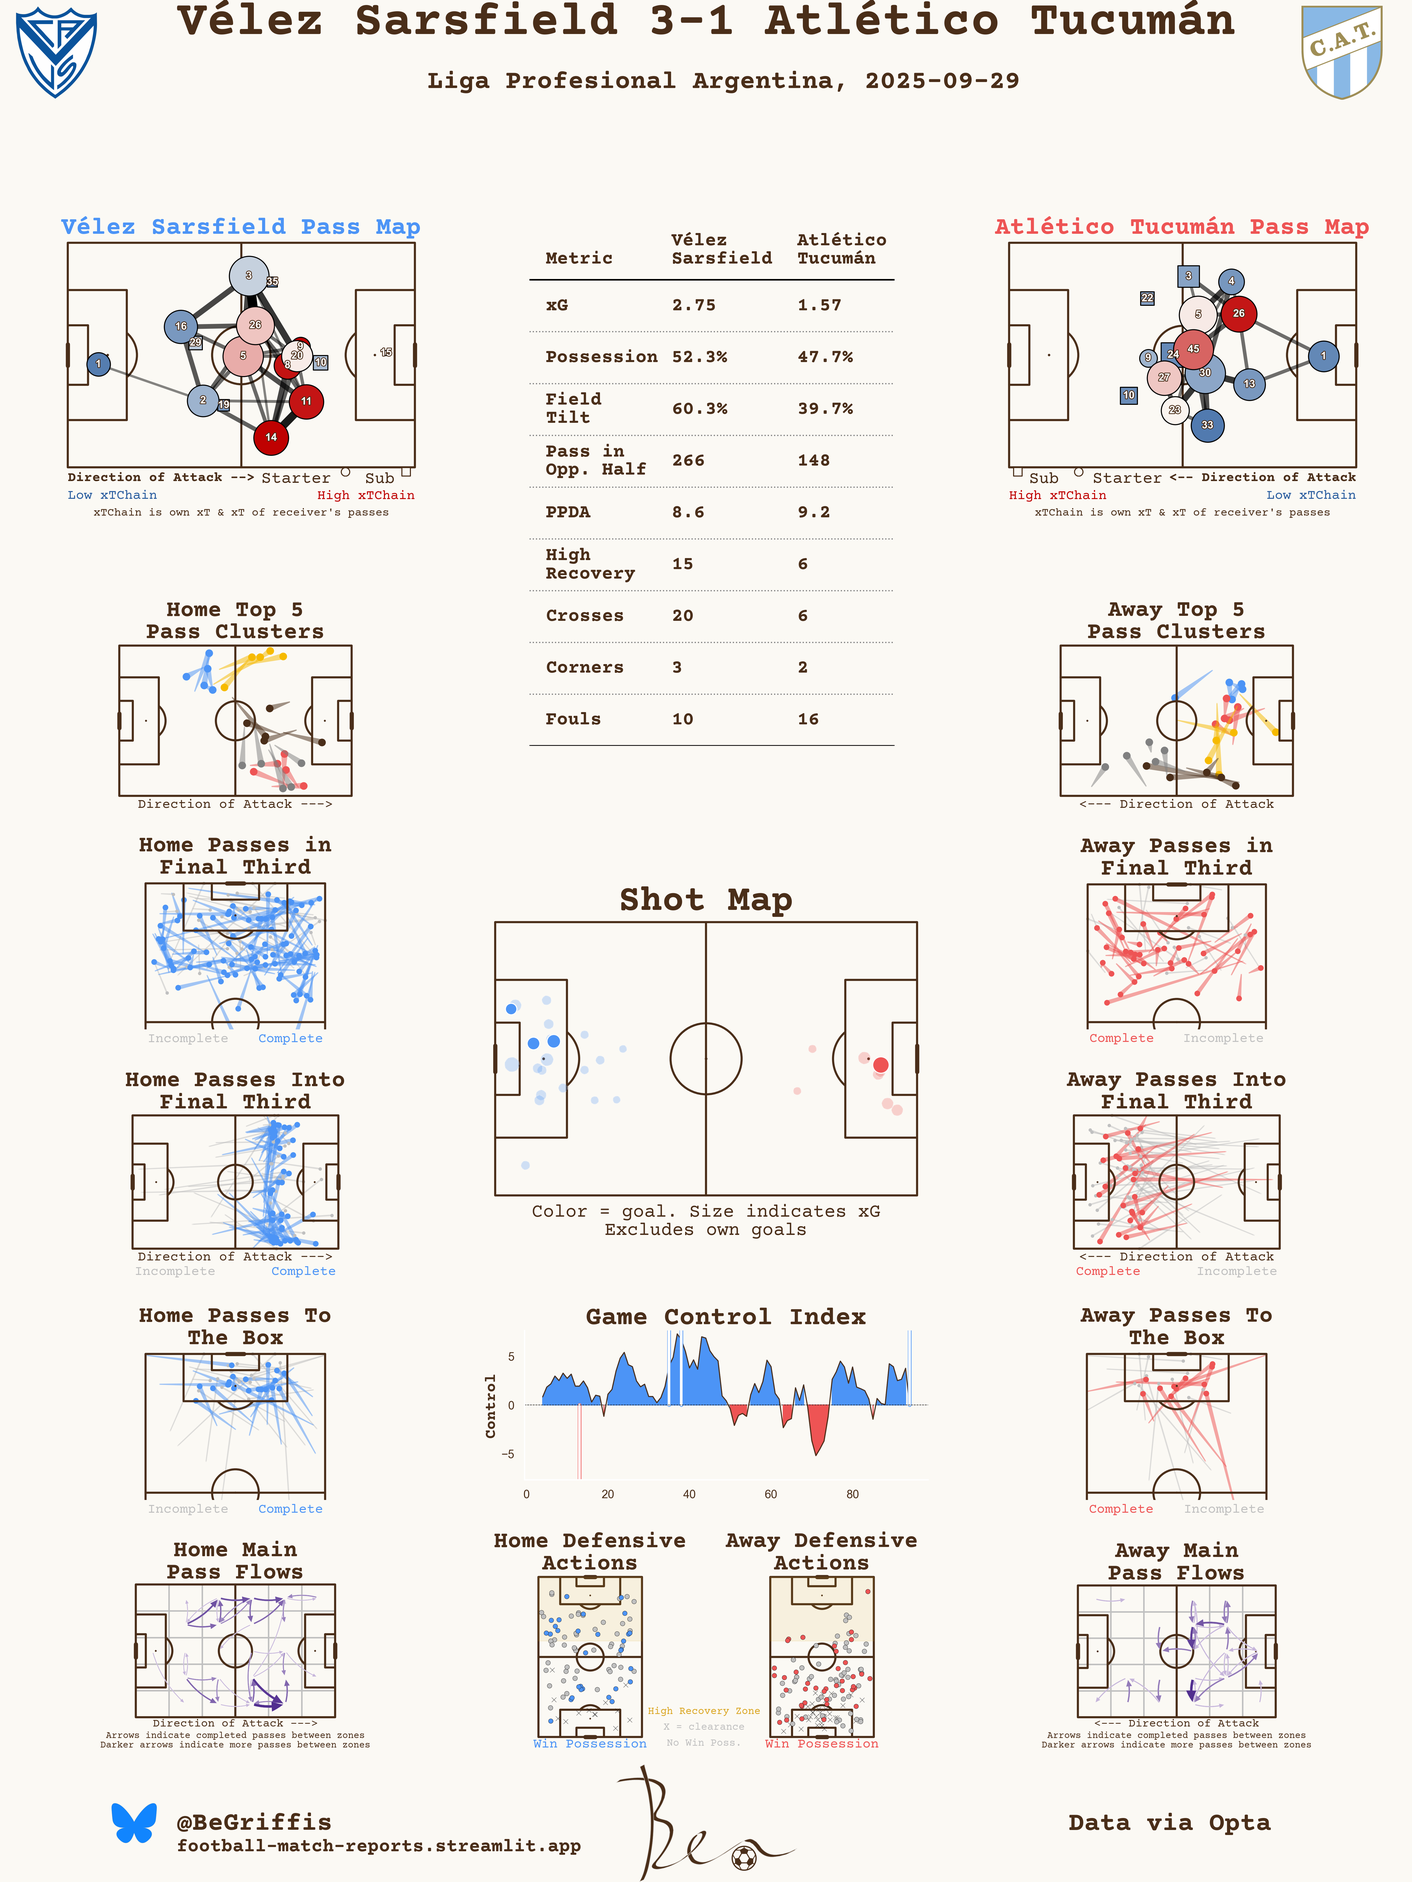 Vélez Sarsfield 3-1 Atlético Tucumán
Liga Profesional Argentina, 2025-09-29
C.A.T.
Vélez Sarsfield Pass Map
3
35
16
26
29
9
20
5
8
10
15
1
2
19
11
14
Direction of Attack --> Starter Sub
Low xTChain High xTChain
xTChain is own xT & xT of receiver's passes
Metric Vélez Sarsfield Atlético Tucumán
xG 2.75 1.57
Possession 52.3% 47.7%
Field Tilt 60.3% 39.7%
Pass in Opp. Half 266 148
PPDA 8.6 9.2
High Recovery 15 6
Crosses 20 6
Corners 3 2
Fouls 10 16
Atlético Tucumán Pass Map
3
4
22
5
26
45
9
24
1
27
30
13
10
23
33
Sub Starter <-- Direction of Attack
High xTChain Low xTChain
xTChain is own xT & xT of receiver's passes
Home Top 5
Pass Clusters
Direction of Attack --->
Away Top 5
Pass Clusters
<--- Direction of Attack
Home Passes in
Final Third
Incomplete Complete
Away Passes in
Final Third
Complete Incomplete
Shot Map
Color = goal. Size indicates xG
Excludes own goals
Home Passes Into
Final Third
Direction of Attack --->
Incomplete Complete
Away Passes Into
Final Third
<--- Direction of Attack
Complete Incomplete
Home Passes To
The Box
Incomplete Complete
Game Control Index
Control
5
0
−5
0 20 40 60 80
Away Passes To
The Box
Complete Incomplete
Home Main
Pass Flows
Direction of Attack --->
Arrows indicate completed passes between zones
Darker arrows indicate more passes between zones
Home Defensive
Actions
Win Possession
High Recovery Zone
X = clearance
No Win Poss.
Away Defensive
Actions
Win Possession
Away Main
Pass Flows
<--- Direction of Attack
Arrows indicate completed passes between zones
Darker arrows indicate more passes between zones
@BeGriffis
football-match-reports.streamlit.app
Ben
Data via Opta